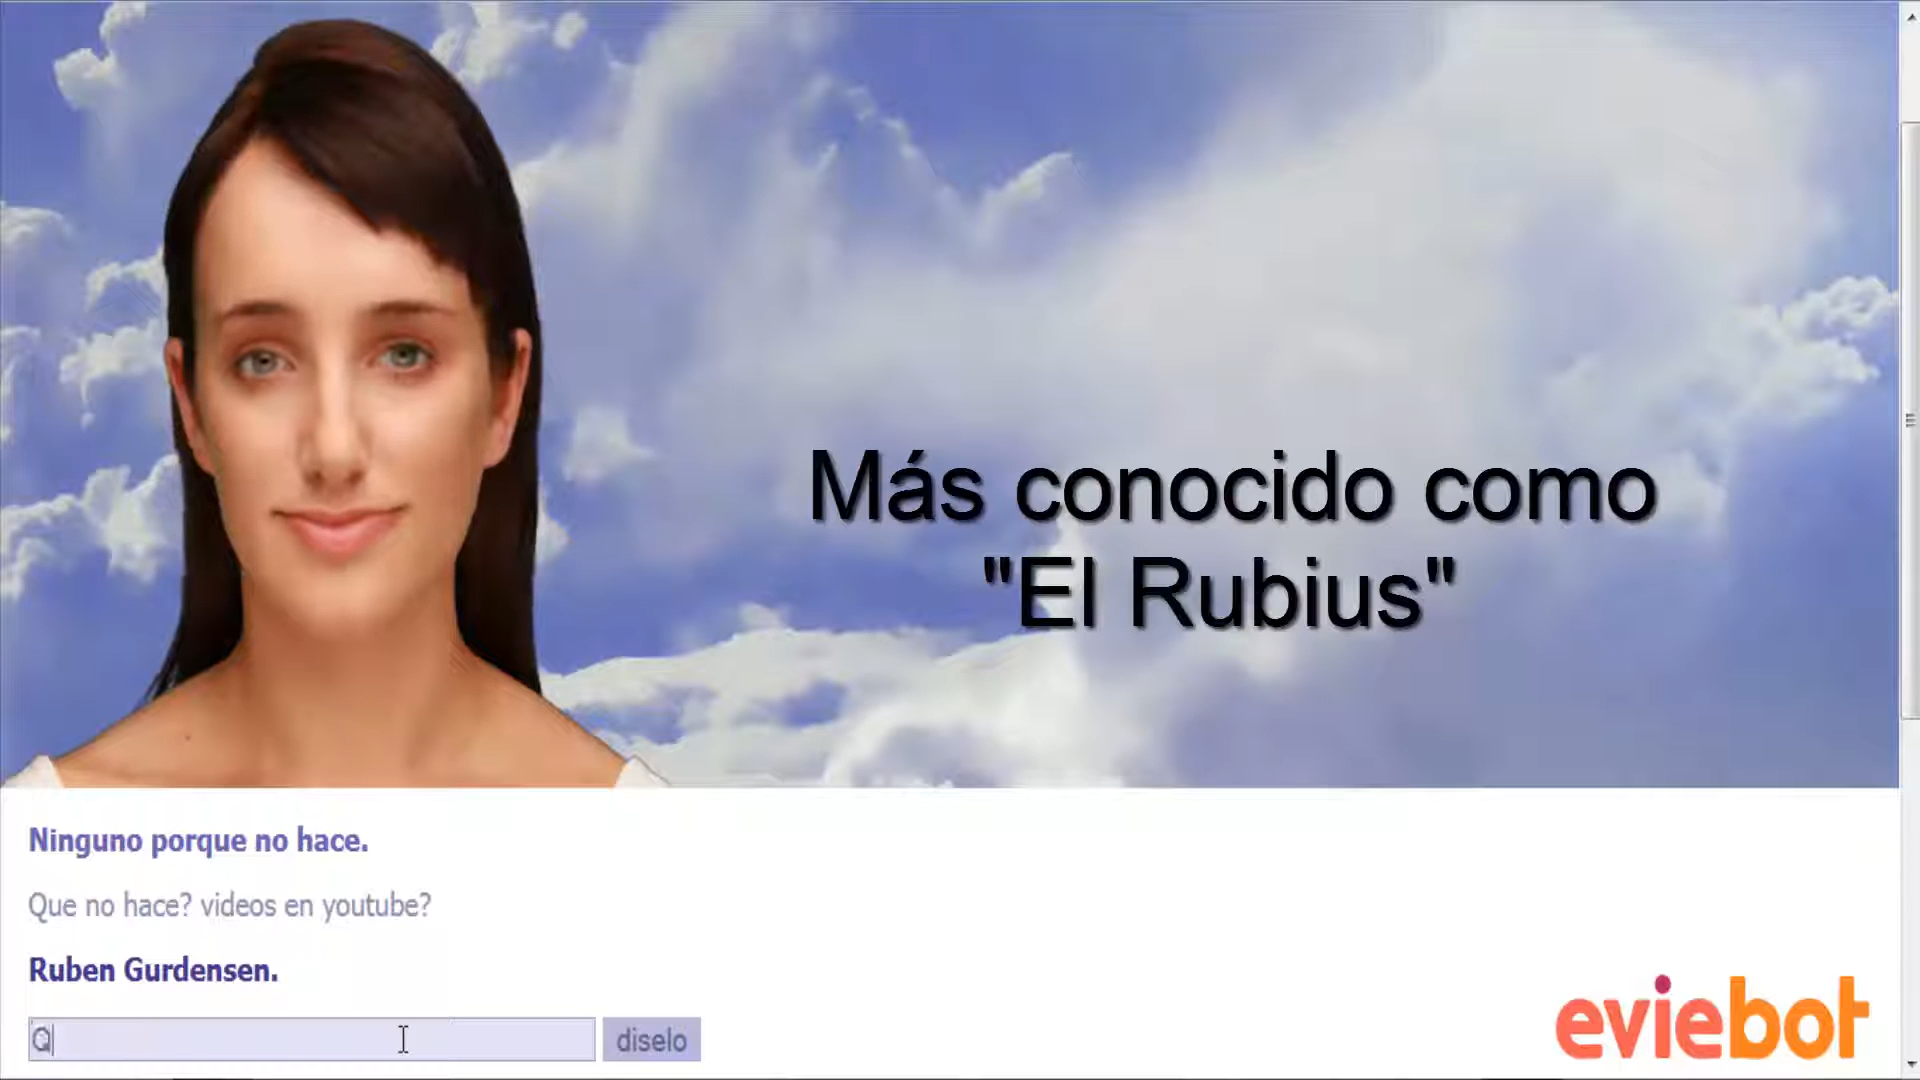 Más conocido como
"El Rubius"
Ninguno porque no hace.
Que no hace? videos en youtube?
Ruben Gurdensen.
Q
diselo
eviebot